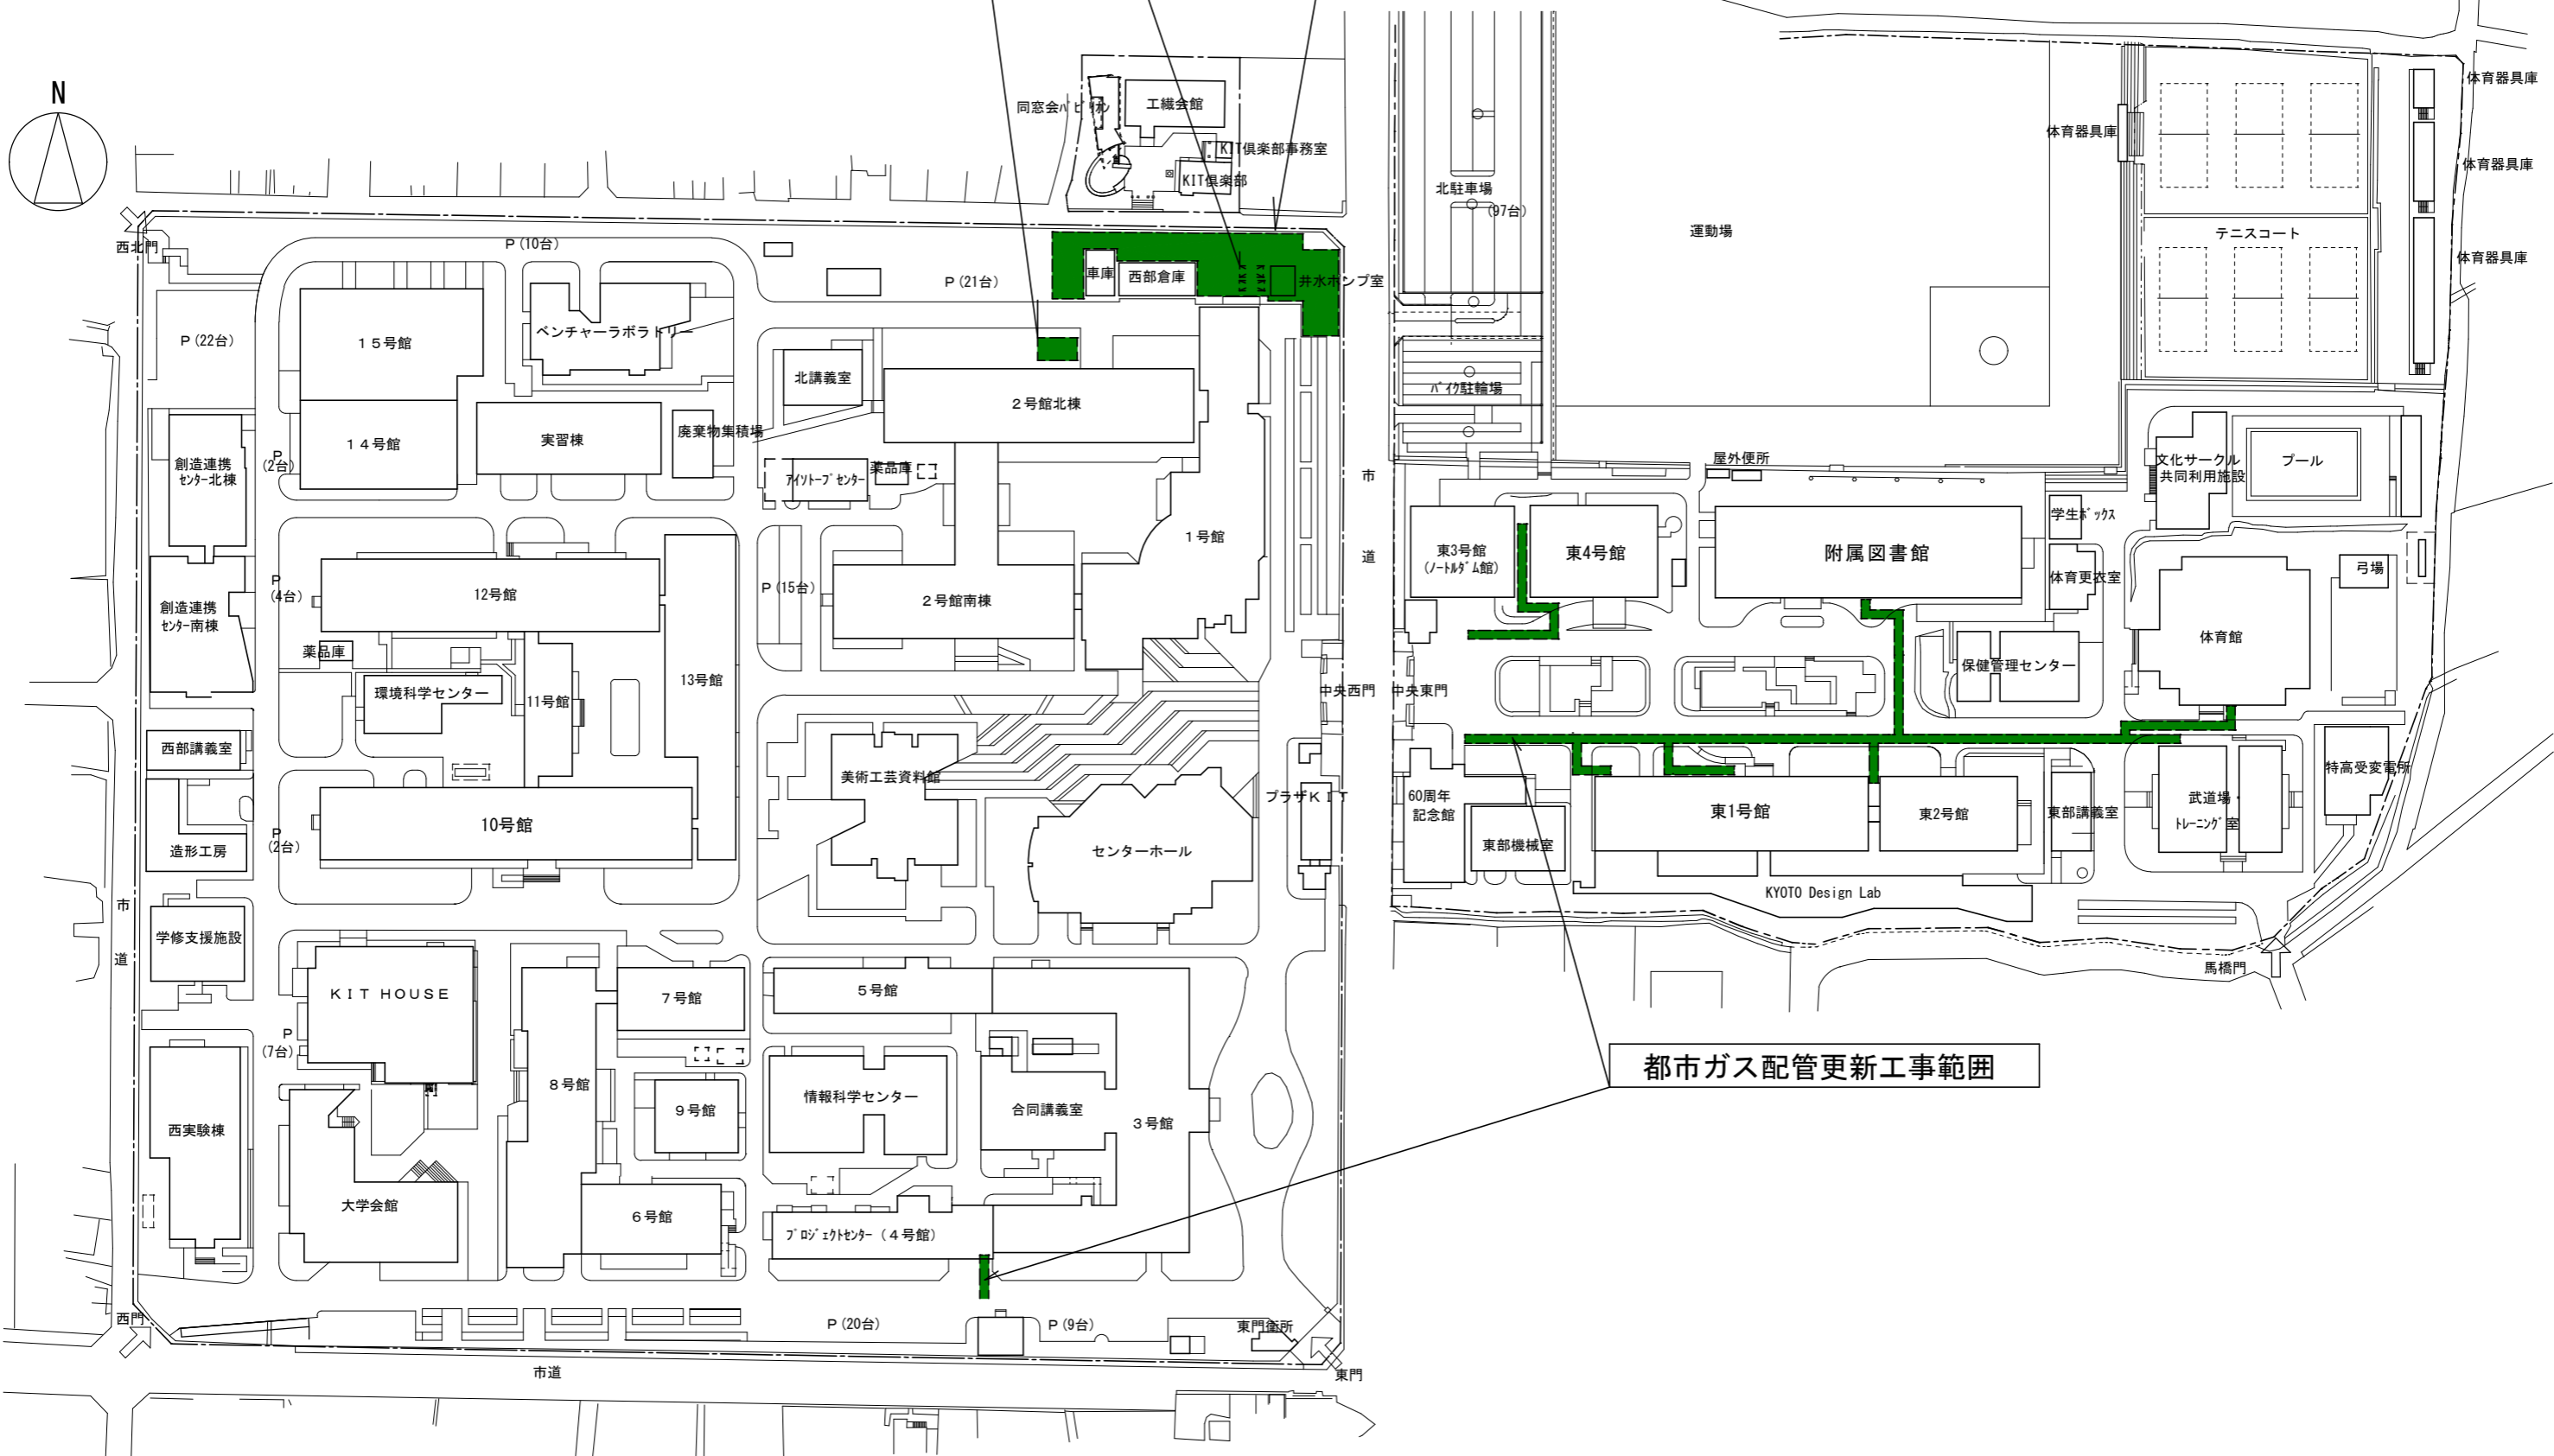 N
同窓会ﾊﾟﾋﾞﾘｵﾝ
工繊会館
KIT倶楽部事務室
KIT倶楽部
北駐車場
(97台)
運動場
テニスコート
体育器具庫
体育器具庫
体育器具庫
体育器具庫
西北門
P (10台)
P (21台)
車庫
西部倉庫
井水ポンプ室
P (22台)
１５号館
ベンチャーラボラトリー
北講義室
２号館北棟
ﾊﾞｲｸ駐輪場
１４号館
実習棟
廃棄物集積場
P
(2台)
創造連携
ｾﾝﾀｰ北棟
ｱｲｿﾄｰﾌﾟｾﾝﾀｰ
薬品庫
１号館
市
道
屋外便所
文化サークル
共同利用施設
プール
学生ﾎﾞｯｸｽ
東3号館
(ﾉｰﾄﾙﾀﾞﾑ館)
東4号館
附属図書館
体育更衣室
弓場
創造連携
ｾﾝﾀｰ南棟
P
(4台)
12号館
P (15台)
２号館南棟
体育館
薬品庫
環境科学センター
11号館
13号館
中央西門
中央東門
保健管理センター
西部講義室
美術工芸資料館
プラザＫＩＴ
60周年
記念館
東部機械室
東1号館
東2号館
東部講義室
武道場・
ﾄﾚｰﾆﾝｸﾞ室
特高受変電所
造形工房
P
(2台)
10号館
センターホール
KYOTO Design Lab
市
道
学修支援施設
ＫＩＴ HOUSE
７号館
５号館
馬橋門
P
(7台)
８号館
９号館
情報科学センター
合同講義室
３号館
都市ガス配管更新工事範囲
西実験棟
大学会館
６号館
ﾌﾟﾛｼﾞｪｸﾄｾﾝﾀｰ (４号館)
西門
P (20台)
P (9台)
東門衛所
東門
市道